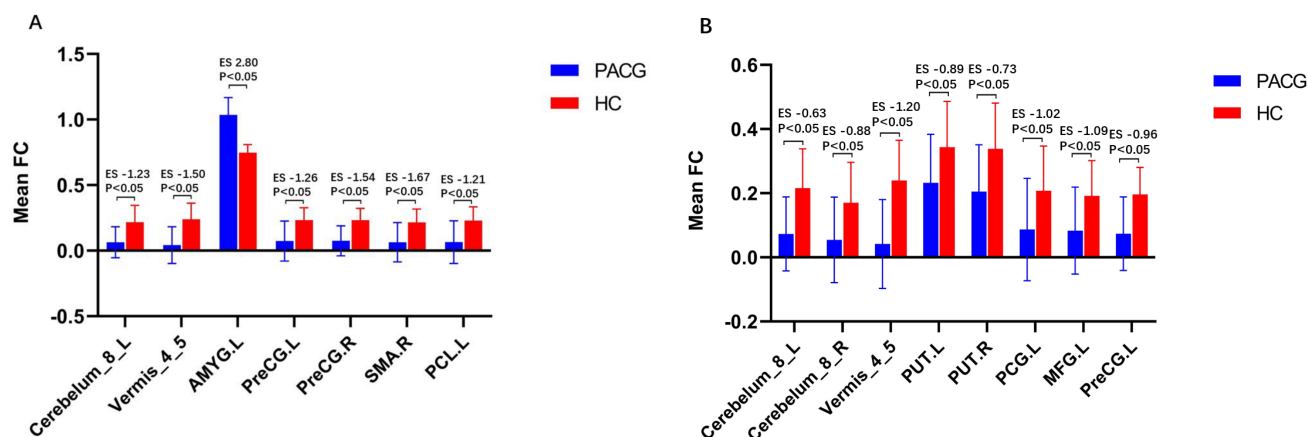 A
Mean FC
1.5
1.0
0.5
0.0
-0.5
ES -1.23
P<0.05
ES -1.50
P<0.05
ES 2.80
P<0.05
ES -1.26
P<0.05
ES -1.54
P<0.05
ES -1.67
P<0.05
ES -1.21
P<0.05
Cerebelum_8_L
Vermis_4_5
AMYG.L
PreCG.L
PreCG.R
SMA.R
PCL.L
PACG
HC
B
Mean FC
0.6
0.4
0.2
0.0
-0.2
ES -0.63
P<0.05
ES -0.88
P<0.05
ES -1.20
P<0.05
ES -0.89
P<0.05
ES -0.73
P<0.05
ES -1.02
P<0.05
ES -1.09
P<0.05
ES -0.96
P<0.05
Cerebelum_8_L
Cerebelum_8_R
Vermis_4_5
PUT.L
PUT.R
PCG.L
MFG.L
PreCG.L
PACG
HC